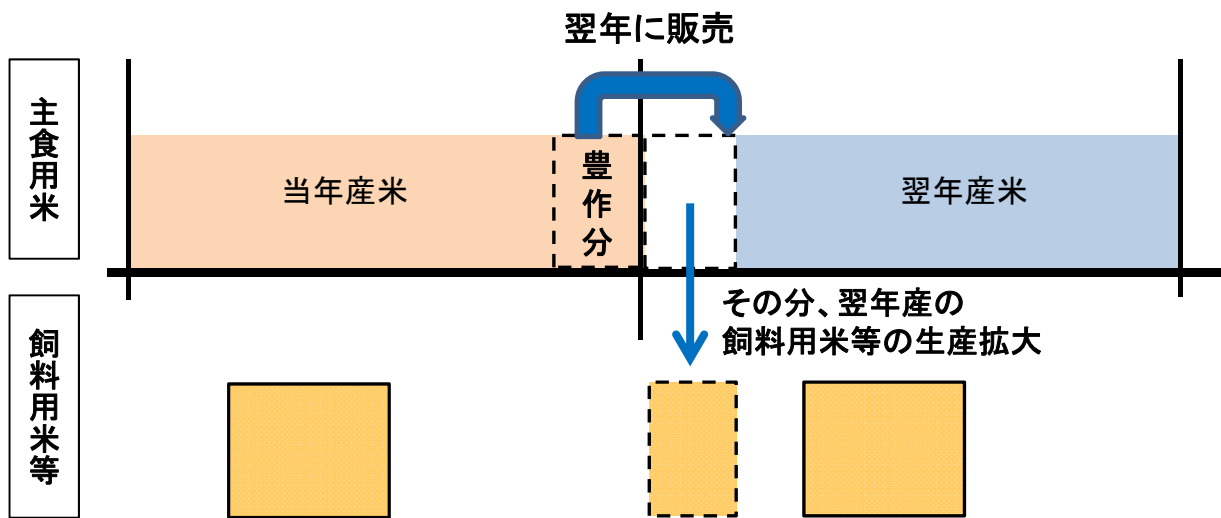 翌年に販売
主食用米
当年産米
豊作分
翌年産米
その分、翌年産の
飼料用米等の生産拡大
飼料用米等